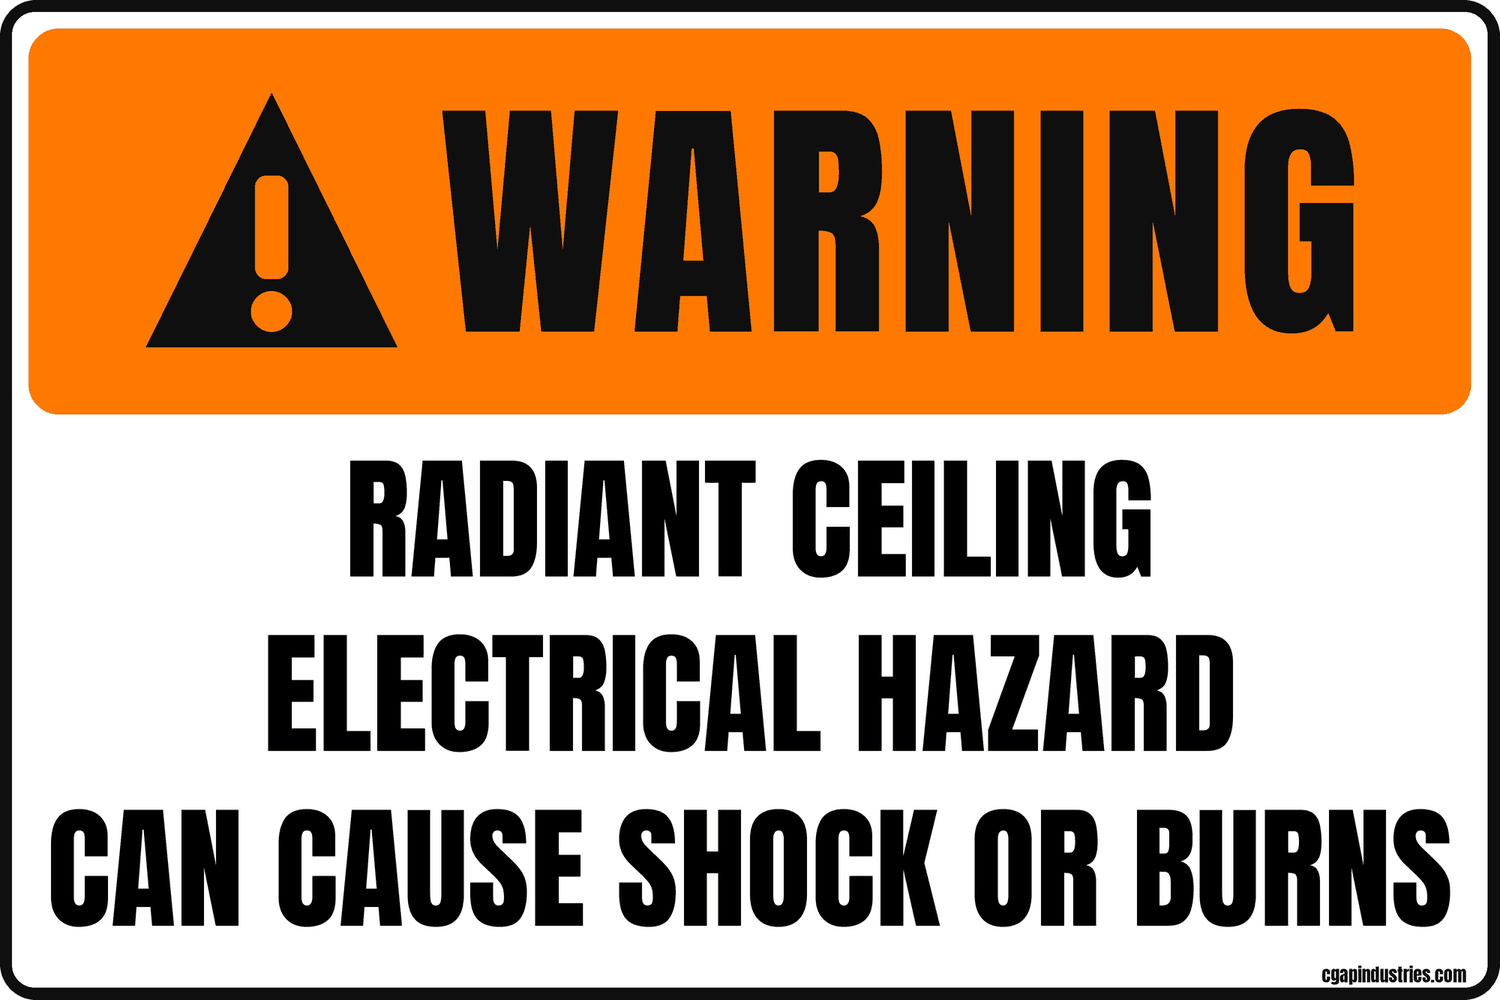 WARNING
RADIANT CEILING
ELECTRICAL HAZARD
CAN CAUSE SHOCK OR BURNS
cgapindustries.com